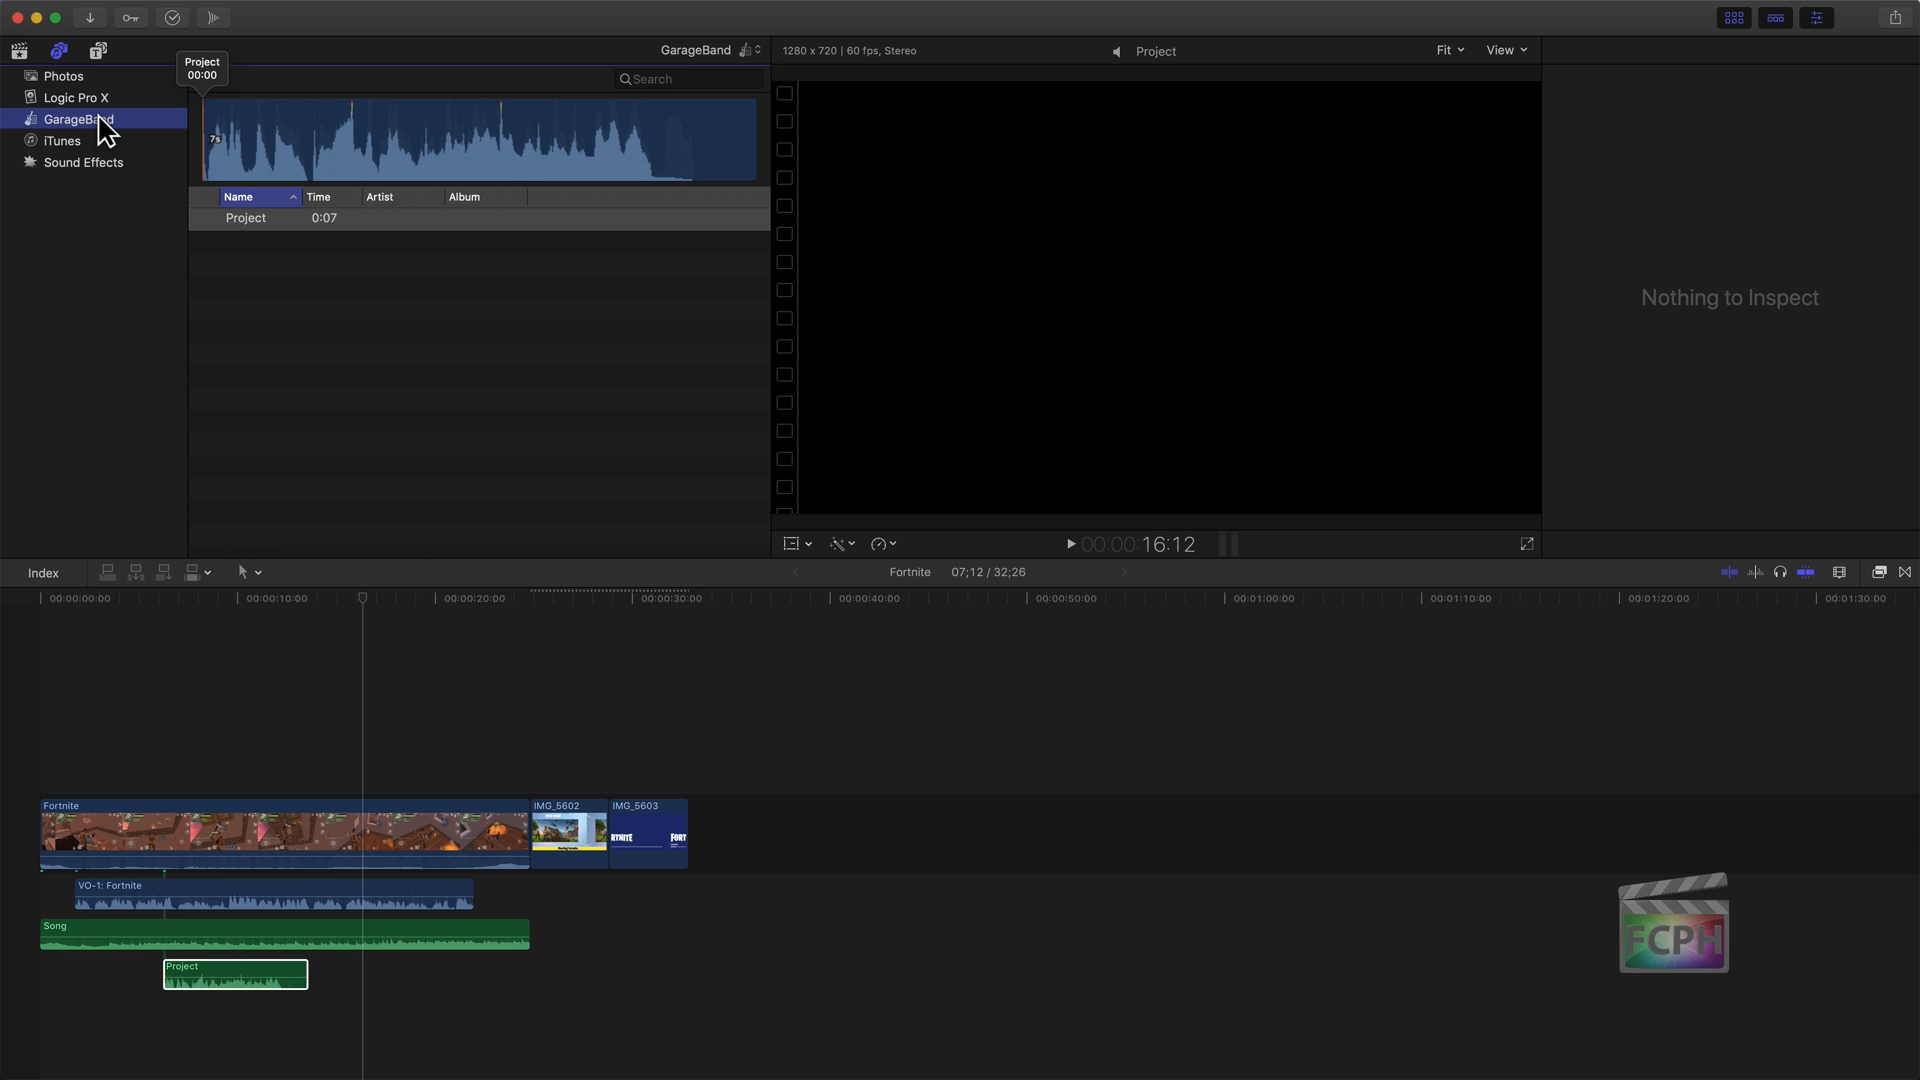 GarageBand
1280 x 720 | 60 fps, Stereo
Project
Fit
View
Project
00:00
Photos
Logic Pro X
GarageBand
iTunes
Sound Effects
Search
7s
Name
Time
Artist
Album
Project
0:07
Nothing to Inspect
00:00:16:12
Index
Fortnite
07;12 / 32;26
00:00:00:00
00:00:10:00
00:00:20:00
00:00:30:00
00:00:40:00
00:00:50:00
00:01:00:00
00:01:10:00
00:01:20:00
00:01:30:00
Fortnite
IMG_5602
IMG_5603
RTNITE
FORT
VO-1: Fortnite
Song
Project
FCPH